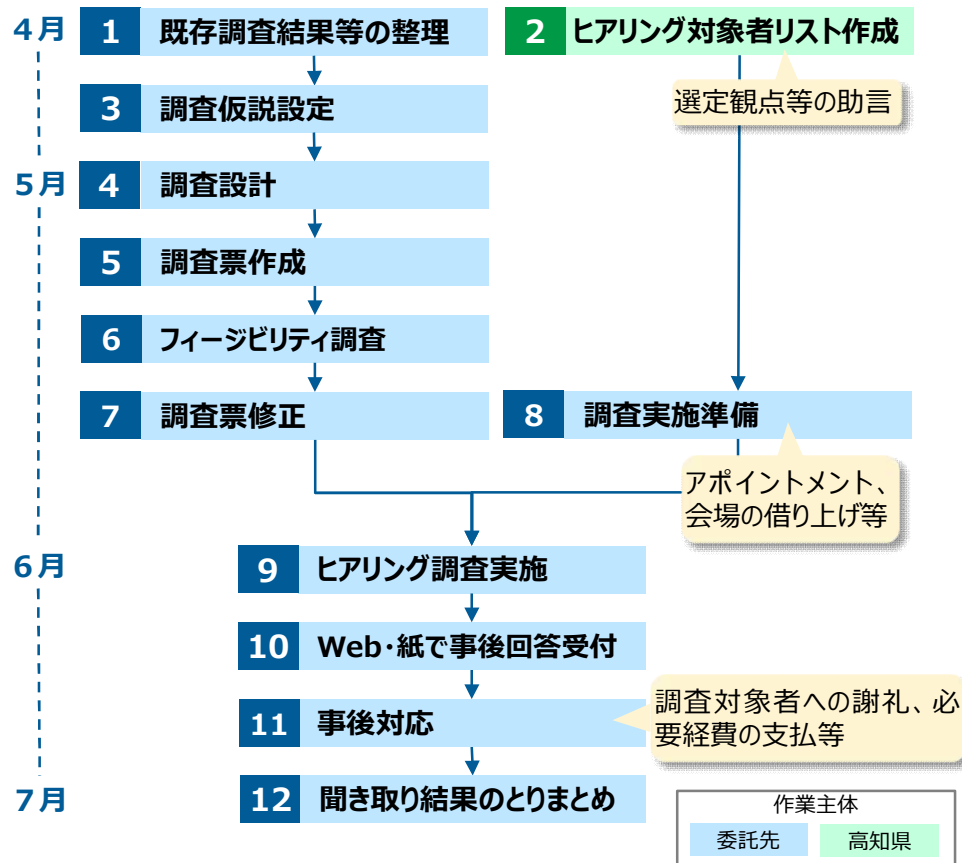 4月
1 既存調査結果等の整理
2 ヒアリング対象者リスト作成
選定観点等の助言
3 調査仮説設定
5月
4 調査設計
5 調査票作成
6 フィージビリティ調査
7 調査票修正
8 調査実施準備
アポイントメント、
会場の借り上げ等
6月
9 ヒアリング調査実施
10 Web・紙で事後回答受付
11 事後対応
調査対象者への謝礼、必
要経費の支払等
7月
12 聞き取り結果のとりまとめ
作業主体
委託先
高知県